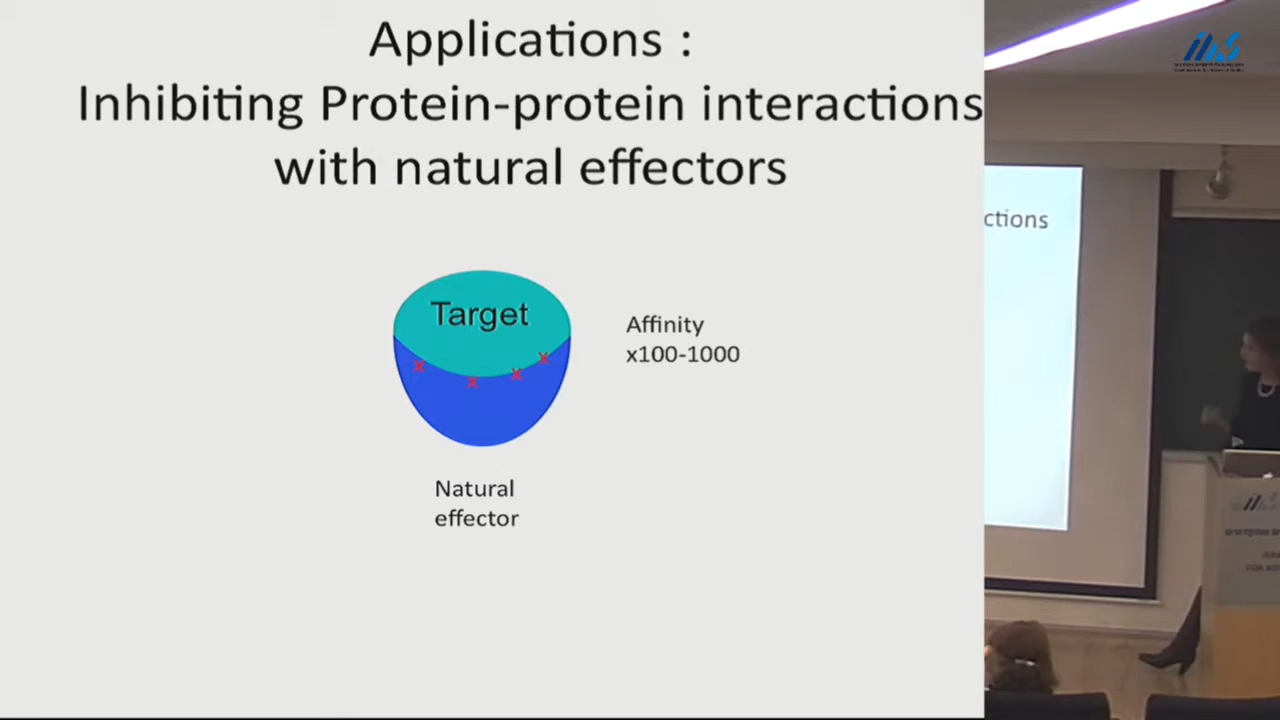 Applications :
Inhibiting Protein-protein interactions
with natural effectors
Target
x
x
x
x
Affinity
x100-1000
Natural
effector
ctions